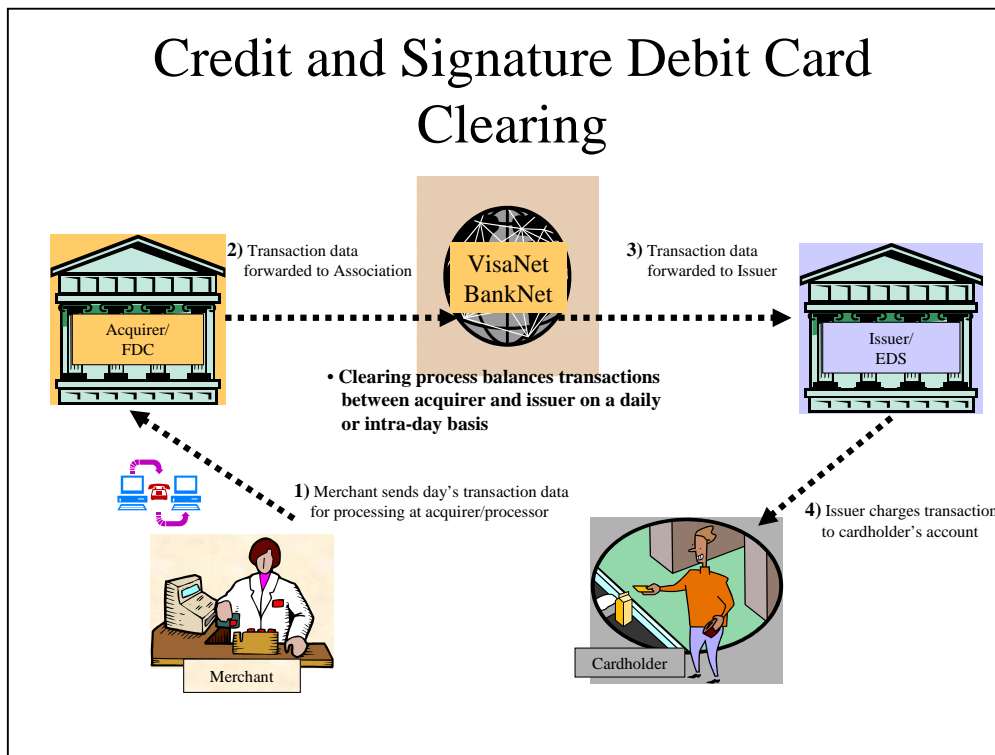 Credit and Signature Debit Card
Clearing
2) Transaction data
forwarded to Association
VisaNet
BankNet
3) Transaction data
forwarded to Issuer
Acquirer/
FDC
Issuer/
EDS
• Clearing process balances transactions
between acquirer and issuer on a daily
or intra-day basis
1) Merchant sends day's transaction data
for processing at acquirer/processor
4) Issuer charges transaction
to cardholder's account
Merchant
Cardholder